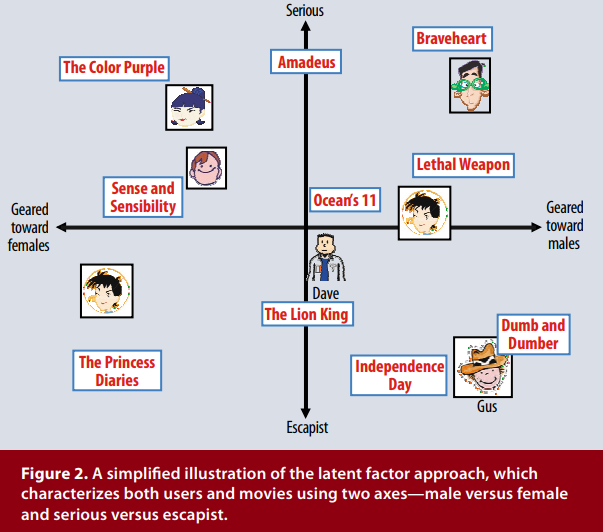 Serious
Braveheart
Amadeus
The Color Purple
Lethal Weapon
Sense and
Sensibility
Ocean's 11
Geared
toward
females
Geared
toward
males
Dave
The Lion King
Dumb and
Dumber
The Princess
Diaries
Independence
Day
Gus
Escapist
Figure 2. A simplified illustration of the latent factor approach, which
characterizes both users and movies using two axes—male versus female
and serious versus escapist.